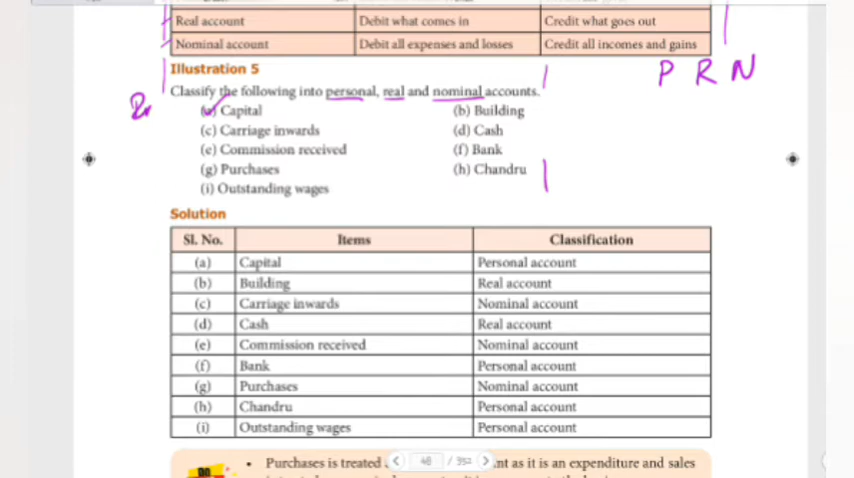 Real account Debit what comes in Credit what goes out
Nominal account Debit all expenses and losses Credit all incomes and gains
Illustration 5
P R N
Classify the following into personal, real and nominal accounts.
(a) Capital (b) Building
(c) Carriage inwards (d) Cash
(e) Commission received (f) Bank
(g) Purchases (h) Chandru
(i) Outstanding wages
Solution
Sl. No. Items Classification
(a) Capital Personal account
(b) Building Real account
(c) Carriage inwards Nominal account
(d) Cash Real account
(e) Commission received Nominal account
(f) Bank Personal account
(g) Purchases Nominal account
(h) Chandru Personal account
(i) Outstanding wages Personal account
• Purchases is treated as it is an expenditure and sales
48 / 352